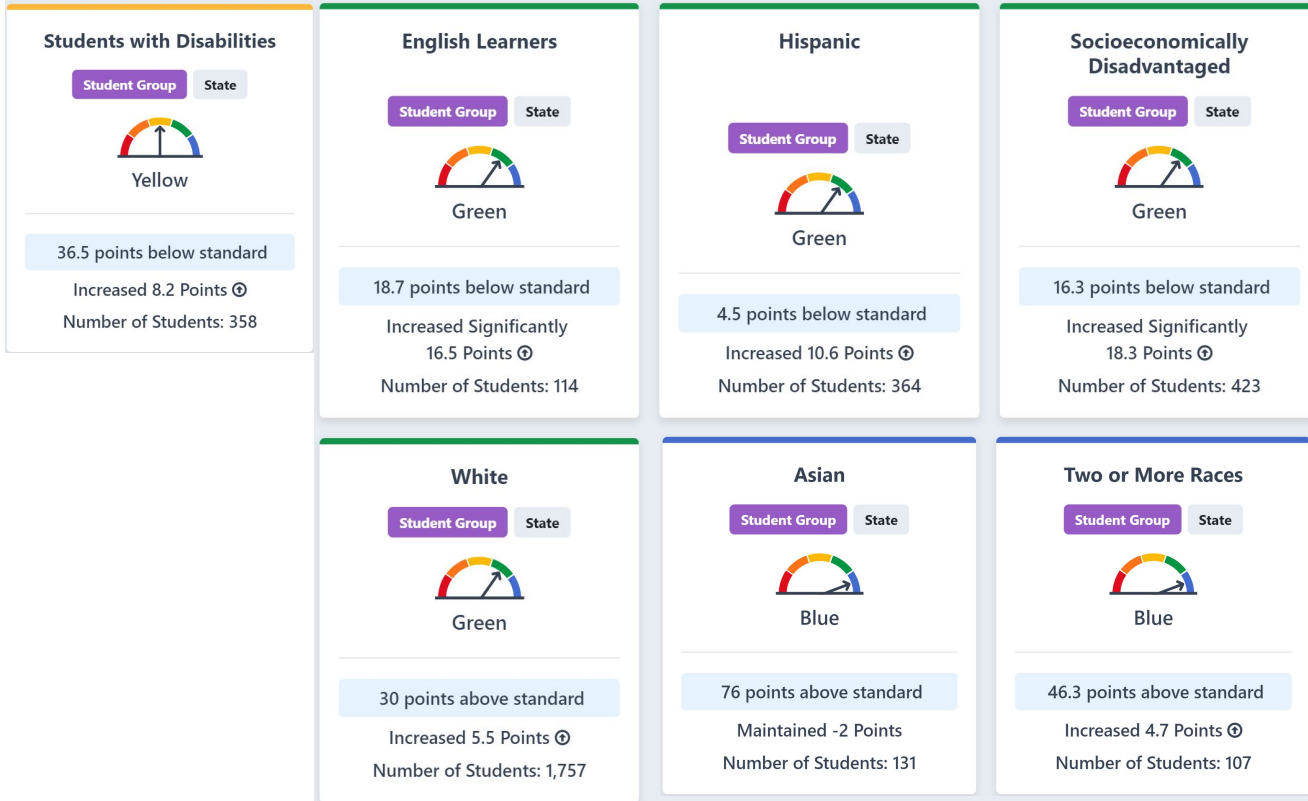 Students with Disabilities
Student Group State
Yellow
36.5 points below standard
Increased 8.2 Points
Number of Students: 358
English Learners
Student Group State
Green
18.7 points below standard
Increased Significantly
16.5 Points
Number of Students: 114
Hispanic
Student Group State
Green
4.5 points below standard
Increased 10.6 Points
Number of Students: 364
Socioeconomically
Disadvantaged
Student Group State
Green
16.3 points below standard
Increased Significantly
18.3 Points
Number of Students: 423
White
Student Group State
Green
30 points above standard
Increased 5.5 Points
Number of Students: 1,757
Asian
Student Group State
Blue
76 points above standard
Maintained -2 Points
Number of Students: 131
Two or More Races
Student Group State
Blue
46.3 points above standard
Increased 4.7 Points
Number of Students: 107